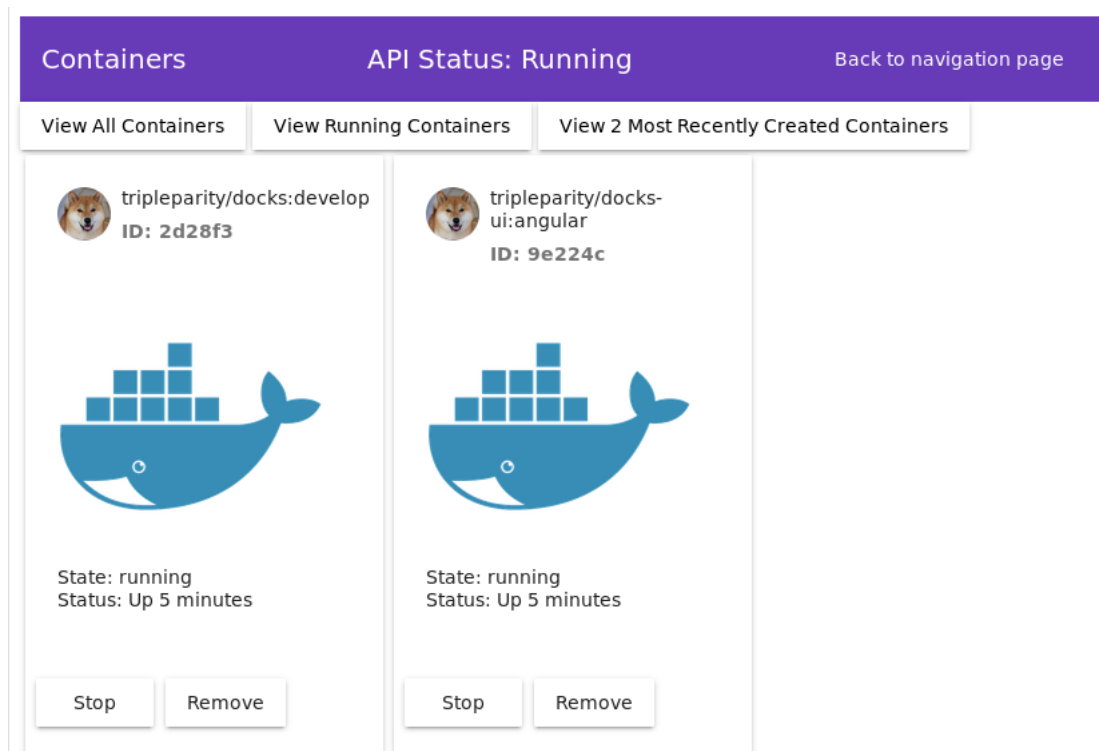 Containers
API Status: Running
Back to navigation page
View All Containers
View Running Containers
View 2 Most Recently Created Containers
tripleparity/docks:develop
ID: 2d28f3
State: running
Status: Up 5 minutes
Stop
Remove
tripleparity/docks-
ui:angular
ID: 9e224c
State: running
Status: Up 5 minutes
Stop
Remove